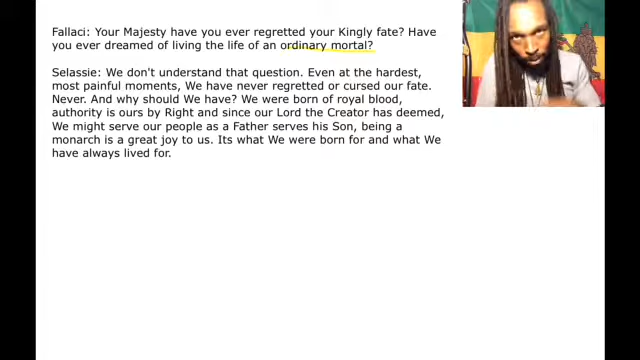 Fallaci: Your Majesty have you ever regretted your Kingly fate? Have
you ever dreamed of living the life of an ordinary mortal?
Selassie: We don't understand that question. Even at the hardest,
most painful moments, We have never regretted or cursed our fate.
Never. And why should We have? We were born of royal blood,
authority is ours by Right and since our Lord the Creator has deemed,
We might serve our people as a Father serves his Son, being a
monarch is a great joy to us. Its what We were born for and what We
have always lived for.